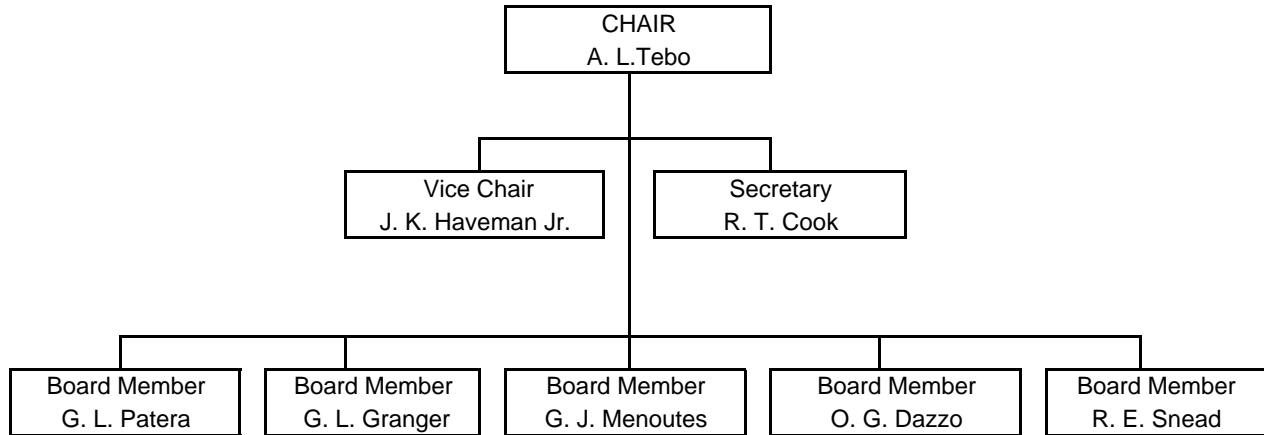 CHAIR
A. L.Tebo
Vice Chair
J. K. Haveman Jr.
Secretary
R. T. Cook
Board Member
G. L. Patera
Board Member
G. L. Granger
Board Member
G. J. Menoutes
Board Member
O. G. Dazzo
Board Member
R. E. Snead